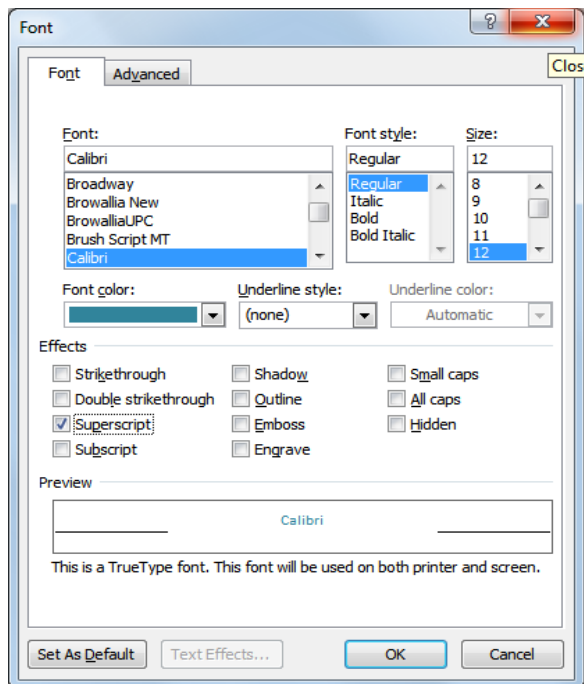 Font
?
X
Clos
Font Advanced
Font: Font style: Size:
Calibri Regular 12
Broadway Regular 8
Browallia New Italic 9
BrowalliaUPC Bold 10
Brush Script MT Bold Italic 11
Calibri 12
Font color: Underline style: Underline color:
(none) Automatic
Effects
Strikethrough Shadow Small caps
Double strikethrough Outline All caps
Superscript Emboss Hidden
Subscript Engrave
Preview
Calibri
This is a TrueType font. This font will be used on both printer and screen.
Set As Default Text Effects... OK Cancel